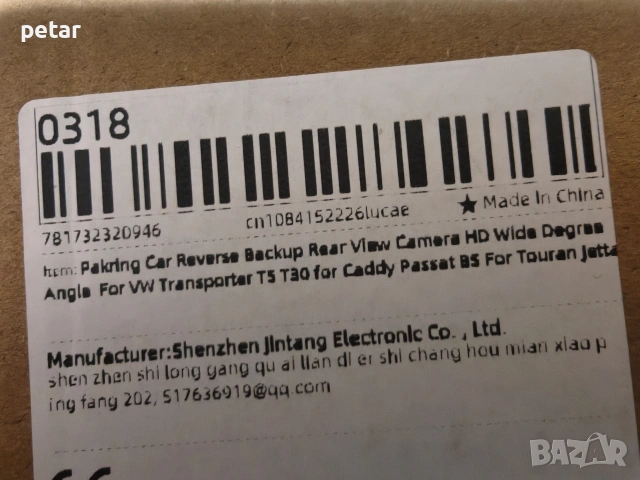 petar
0318
781732320946
cn1084152226lucae
★ Made In China
Item: Pakring Car Reverse Backup Rear View Camera HD Wide Degree
Angle For VW Transporter T5 T30 for Caddy Passat B5 For Touran Jetta
Manufacturer:Shenzhen Jintang Electronic Co. , Ltd.
shen zhen shi long gang qu ai lian di er shi chang hou mian xiao p
ing fang 202, 517636919@qq.com
CE
BAZAR